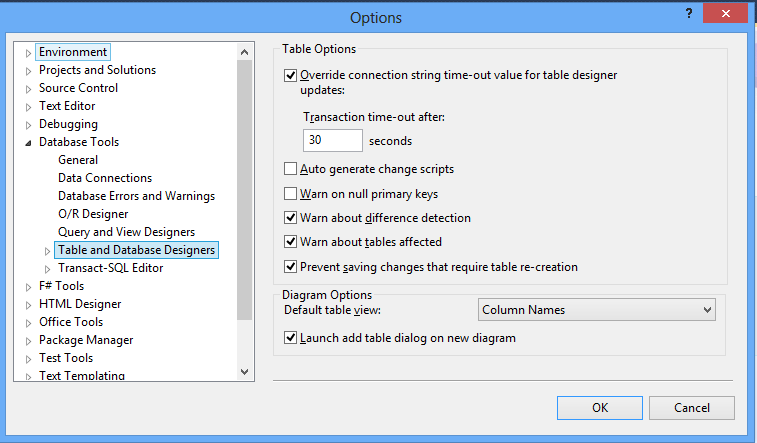 Options
?
Environment
Projects and Solutions
Source Control
Text Editor
Debugging
Database Tools
General
Data Connections
Database Errors and Warnings
O/R Designer
Query and View Designers
Table and Database Designers
Transact-SQL Editor
F# Tools
HTML Designer
Office Tools
Package Manager
Test Tools
Text Templating
Table Options
Override connection string time-out value for table designer
updates:
Transaction time-out after:
30 seconds
Auto generate change scripts
Warn on null primary keys
Warn about difference detection
Warn about tables affected
Prevent saving changes that require table re-creation
Diagram Options
Default table view: Column Names
Launch add table dialog on new diagram
OK Cancel